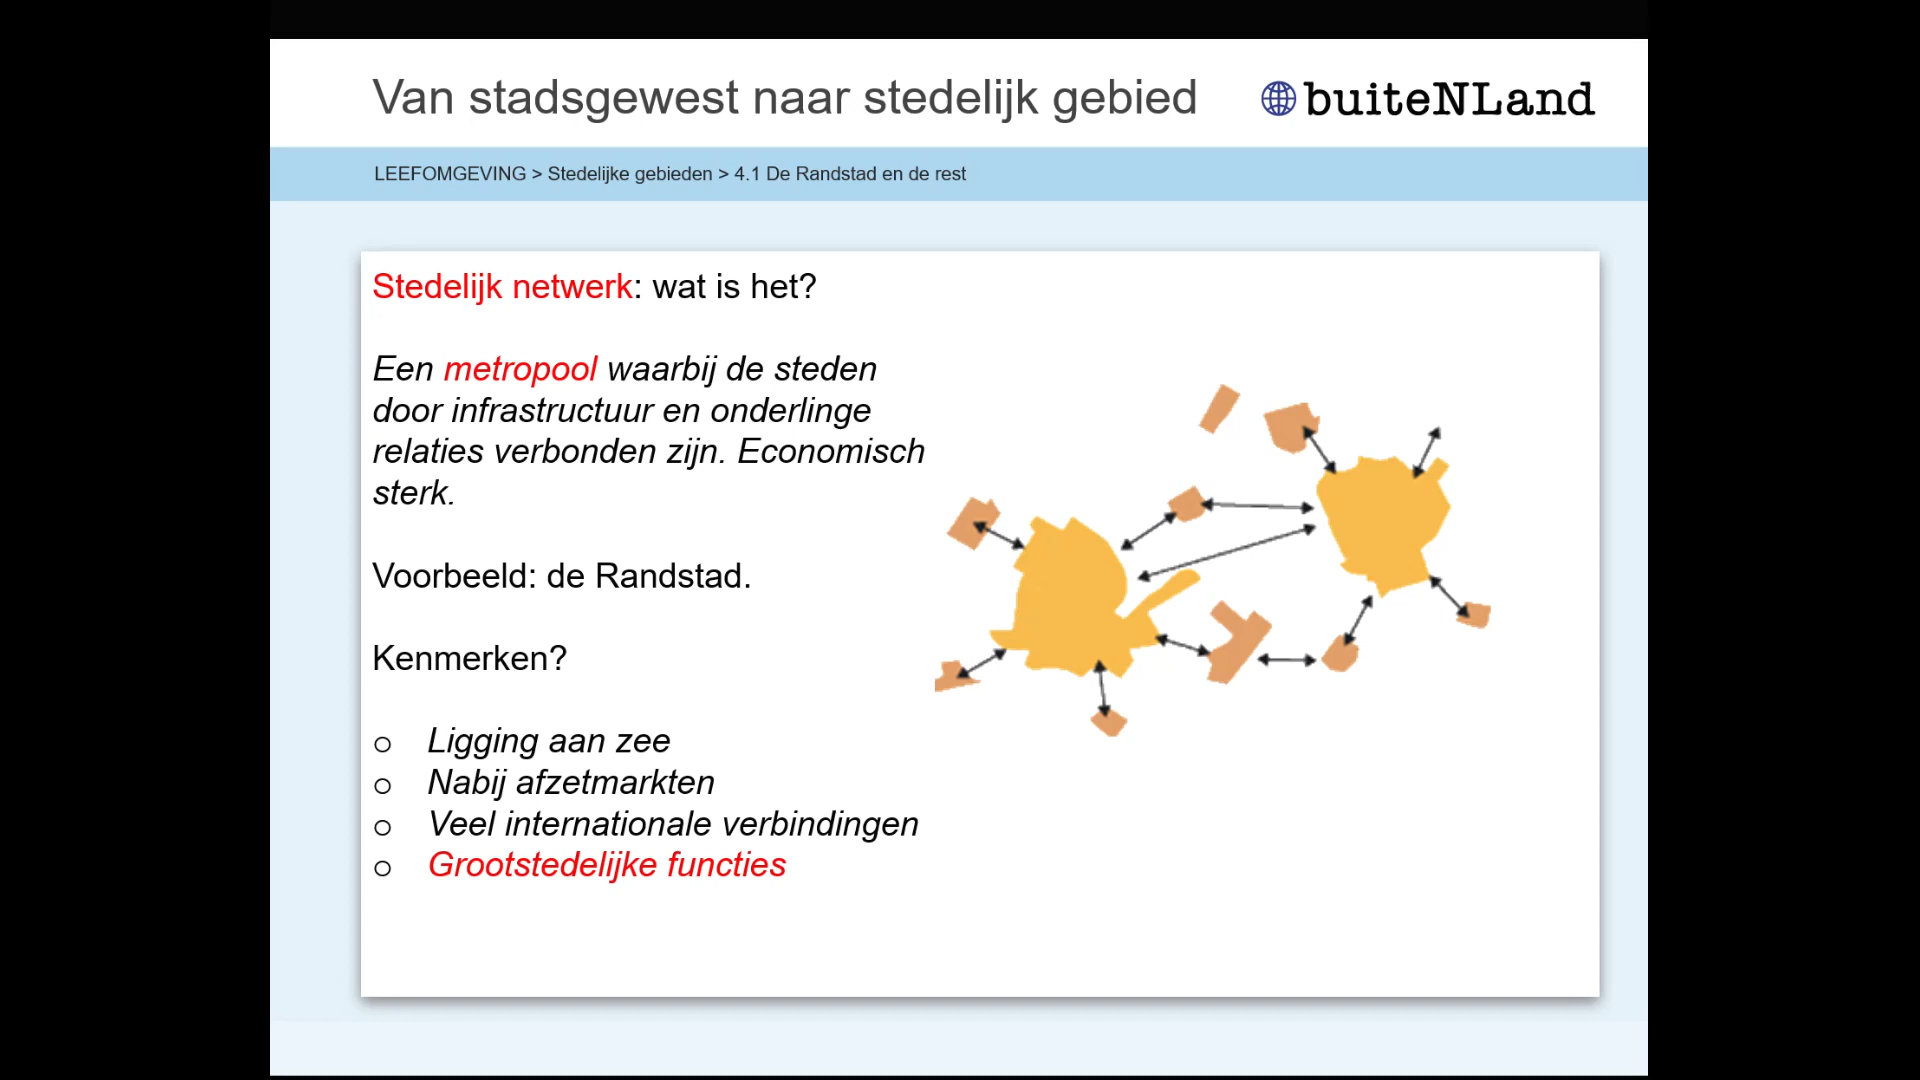 Van stadsgewest naar stedelijk gebied
buiteNLand
LEEFOMGEVING > Stedelijke gebieden > 4.1 De Randstad en de rest
Stedelijk netwerk: wat is het?
Een metropool waarbij de steden
door infrastructuur en onderlinge
relaties verbonden zijn. Economisch
sterk.
Voorbeeld: de Randstad.
Kenmerken?
o Ligging aan zee
o Nabij afzetmarkten
o Veel internationale verbindingen
o Grootstedelijke functies